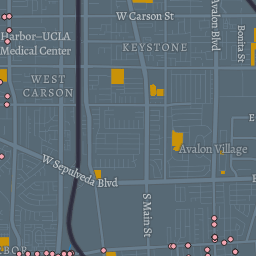 W Carson St
Avalon Blvd
Bonita St
KEYSTONE
Harbor–UCLA
Medical Center
WEST
CARSON
E
Avalon Village
W Sepulveda Blvd
E
S Main St
BOR